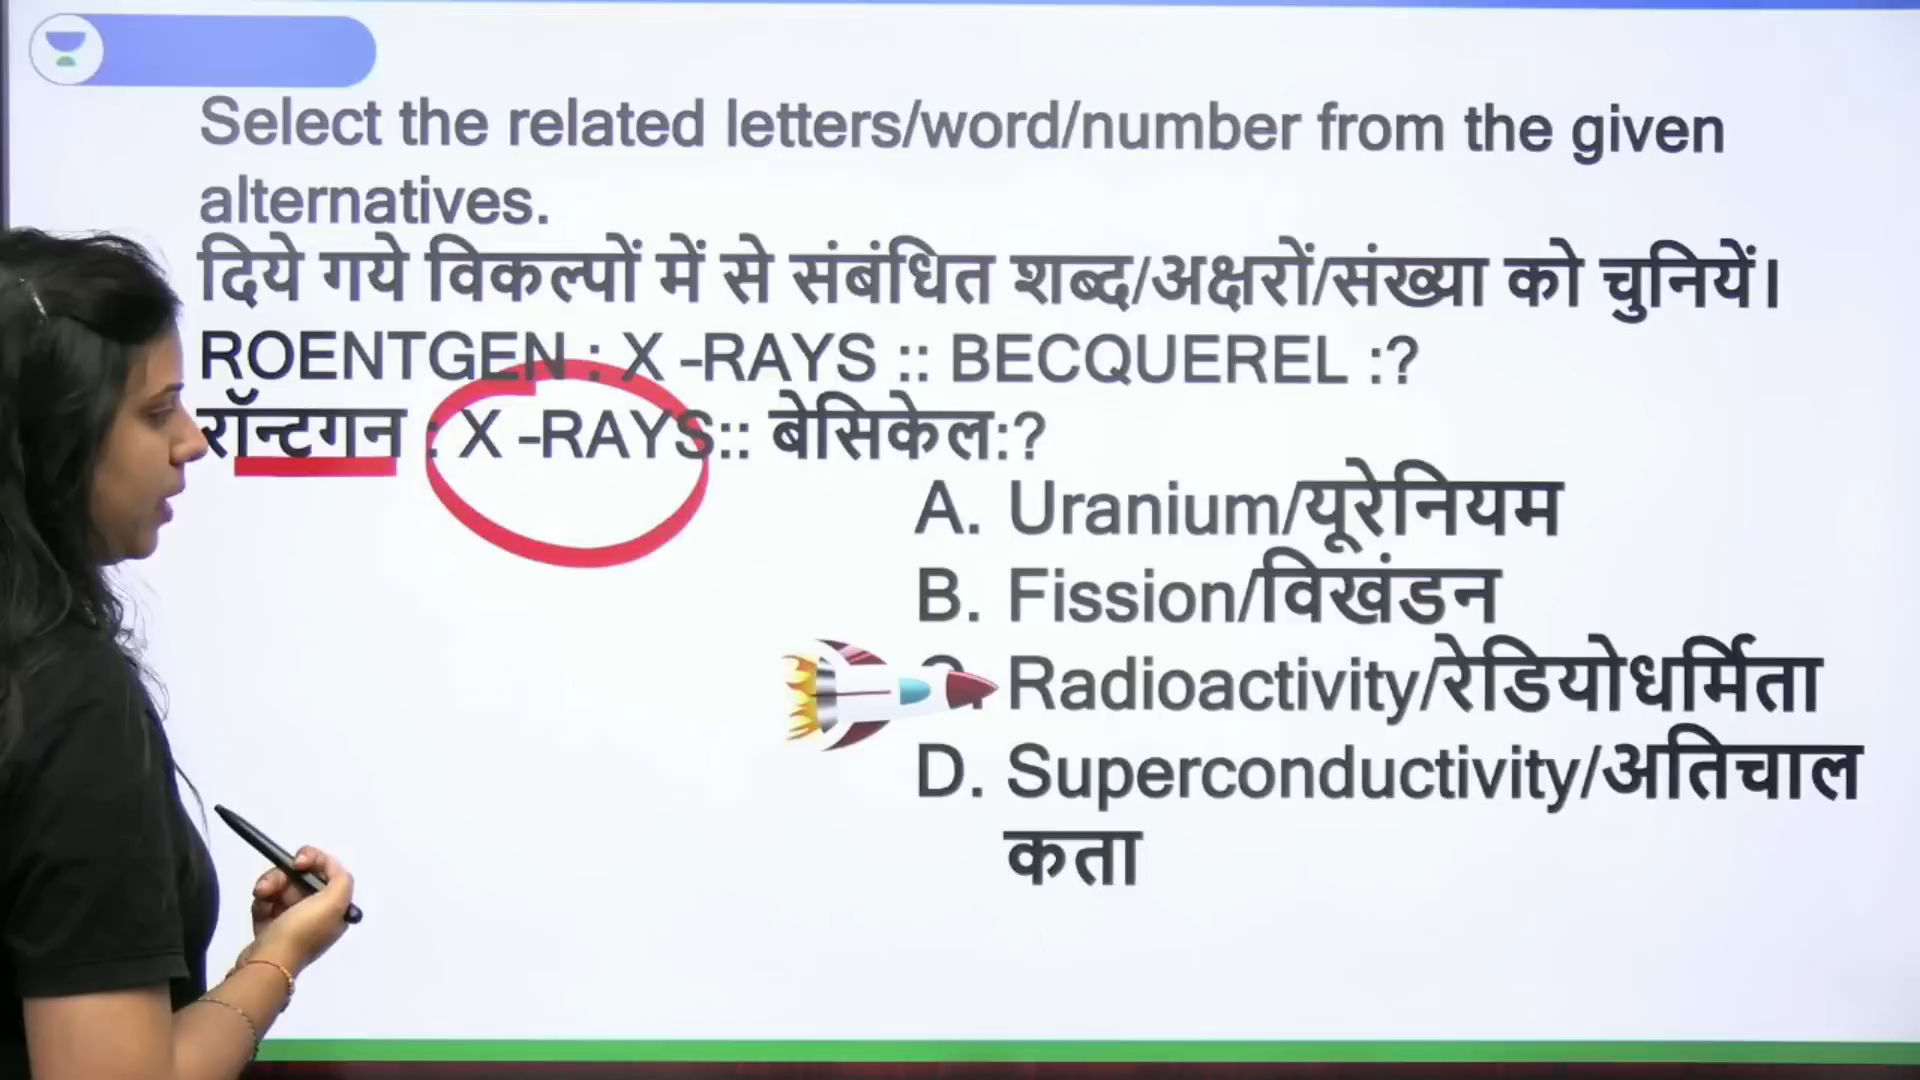 Select the related letters/word/number from the given
alternatives.
दिये गये विकल्पों में से संबंधित शब्द/अक्षरों/संख्या को चुनियें।
ROENTGEN : X -RAYS :: BECQUEREL :?
रॉन्टगन : X -RAYS:: बेसिकेल:?
A. Uranium/यूरेनियम
B. Fission/विखंडन
Radioactivity/रेडियोधर्मिता
D. Superconductivity/अतिचाल
कता